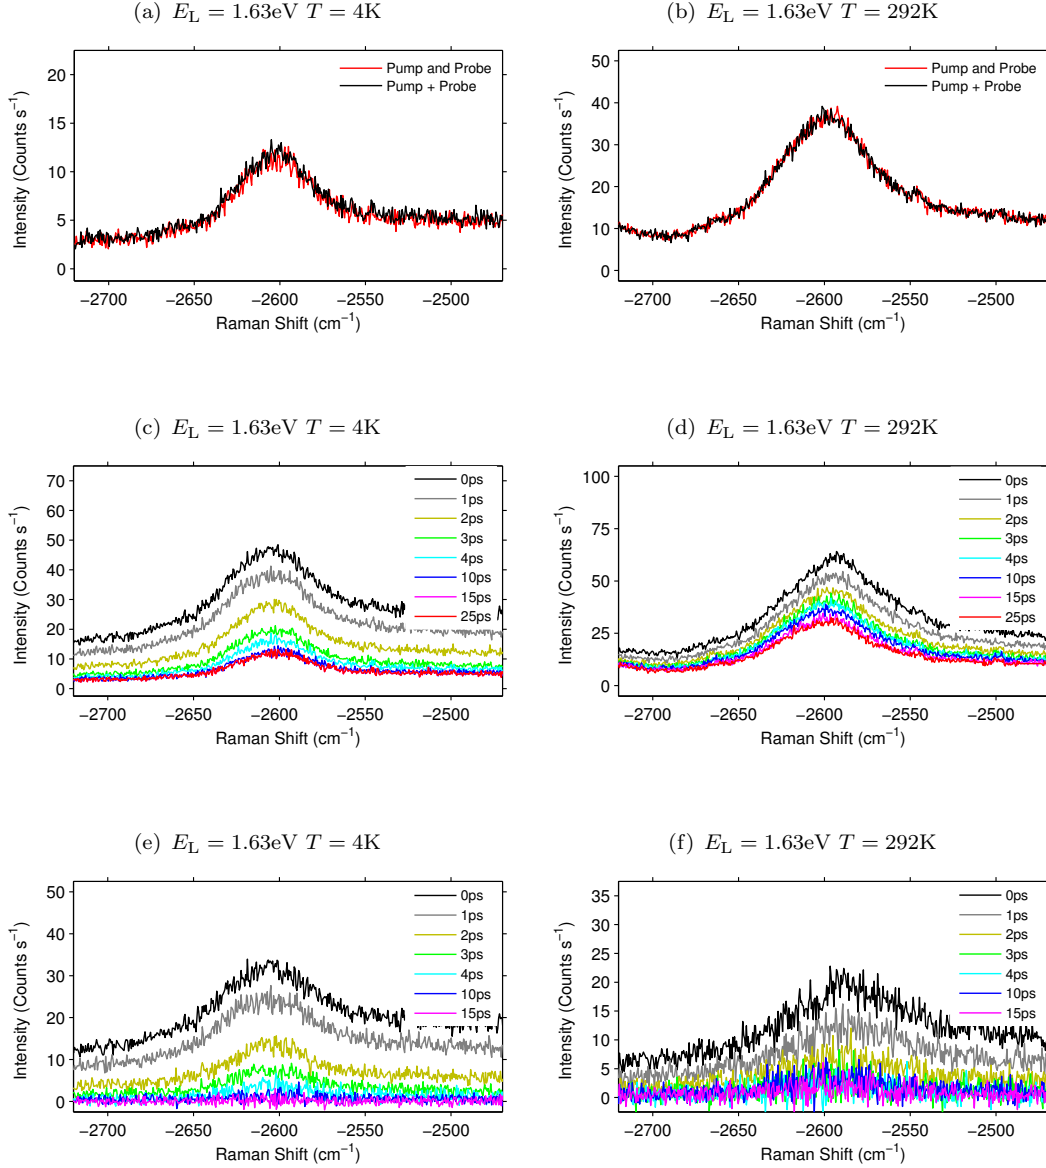 (a) E_L = 1.63eV T = 4K
Intensity (Counts s⁻¹)
20
15
10
5
0
Pump and Probe
Pump + Probe
−2700 −2650 −2600 −2550 −2500
Raman Shift (cm⁻¹)
(b) E_L = 1.63eV T = 292K
Intensity (Counts s⁻¹)
50
40
30
20
10
0
Pump and Probe
Pump + Probe
−2700 −2650 −2600 −2550 −2500
Raman Shift (cm⁻¹)
(c) E_L = 1.63eV T = 4K
Intensity (Counts s⁻¹)
70
60
50
40
30
20
10
0
0ps
1ps
2ps
3ps
4ps
10ps
15ps
25ps
−2700 −2650 −2600 −2550 −2500
Raman Shift (cm⁻¹)
(d) E_L = 1.63eV T = 292K
Intensity (Counts s⁻¹)
100
75
50
25
0
0ps
1ps
2ps
3ps
4ps
10ps
15ps
25ps
−2700 −2650 −2600 −2550 −2500
Raman Shift (cm⁻¹)
(e) E_L = 1.63eV T = 4K
Intensity (Counts s⁻¹)
50
40
30
20
10
0
0ps
1ps
2ps
3ps
4ps
10ps
15ps
−2700 −2650 −2600 −2550 −2500
Raman Shift (cm⁻¹)
(f) E_L = 1.63eV T = 292K
Intensity (Counts s⁻¹)
35
30
25
20
15
10
5
0
0ps
1ps
2ps
3ps
4ps
10ps
15ps
−2700 −2650 −2600 −2550 −2500
Raman Shift (cm⁻¹)